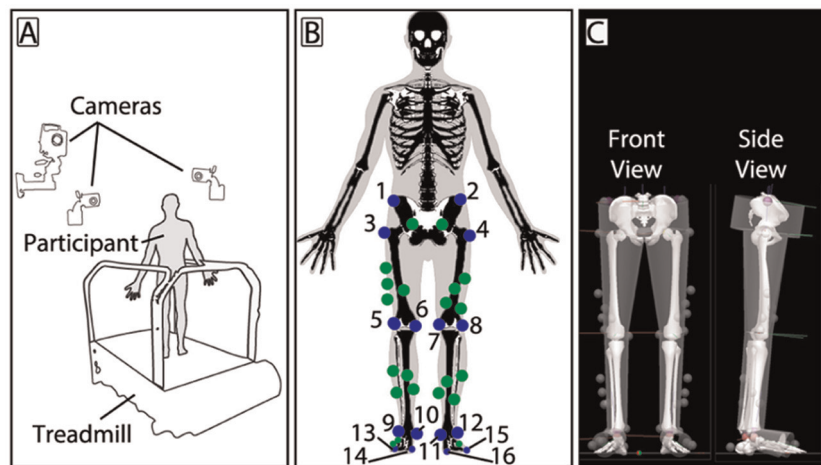 A
Cameras
Participant
Treadmill
B
1 2
3 4
5 6 7 8
9 10 12
13 14 11 15 16
C
Front View
Side View